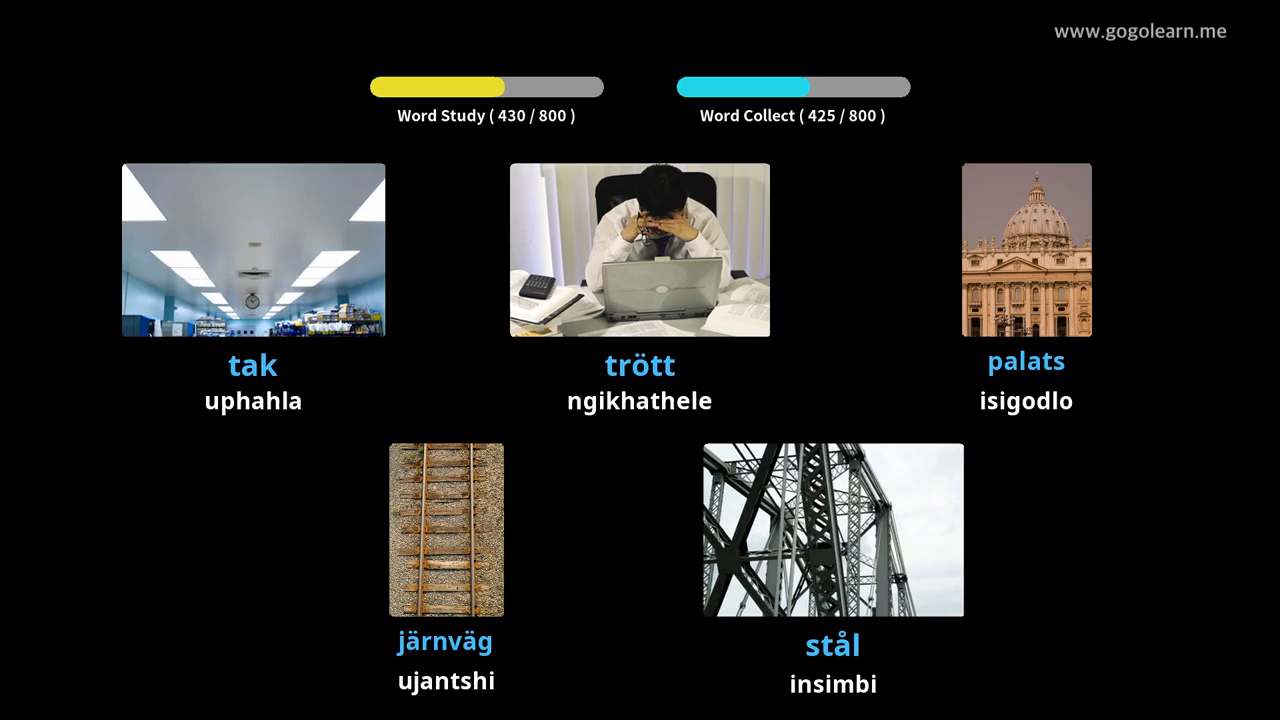 www.gogolearn.me
Word Study ( 430 / 800 )
Word Collect ( 425 / 800 )
tak
uphahla
trött
ngikhathele
palats
isigodlo
järnväg
ujantshi
stål
insimbi